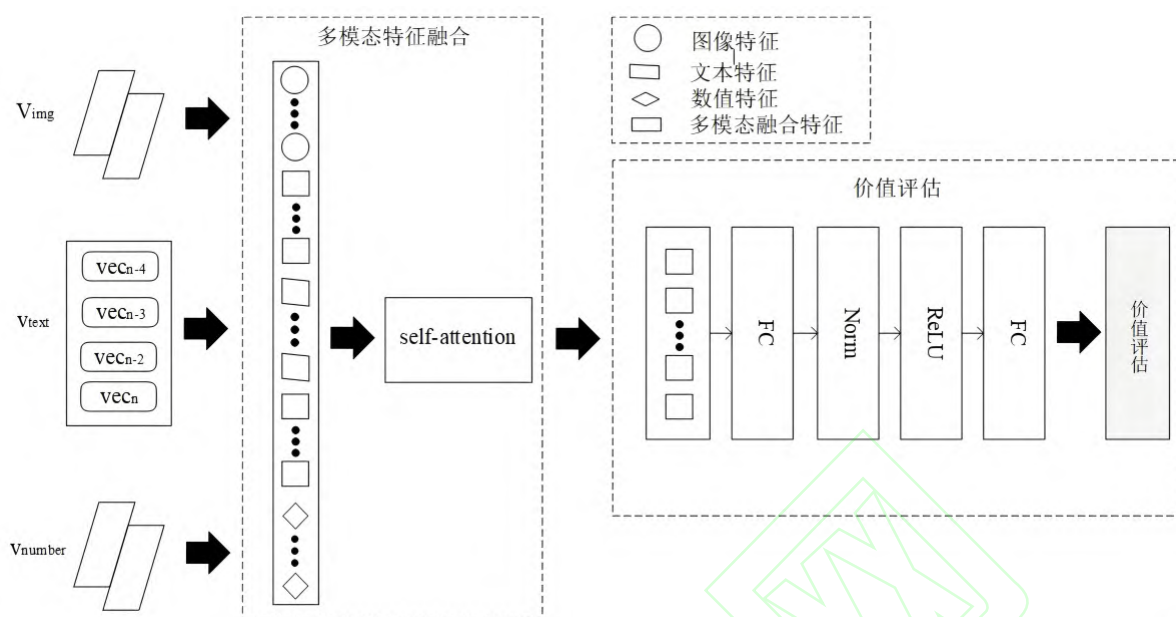 多模态特征融合
图像特征
文本特征
数值特征
多模态融合特征
Vimg
Vtext
vecn-4
vecn-3
vecn-2
vecn
Vnumber
self-attention
价值评估
FC
Norm
ReLU
FC
价值评估